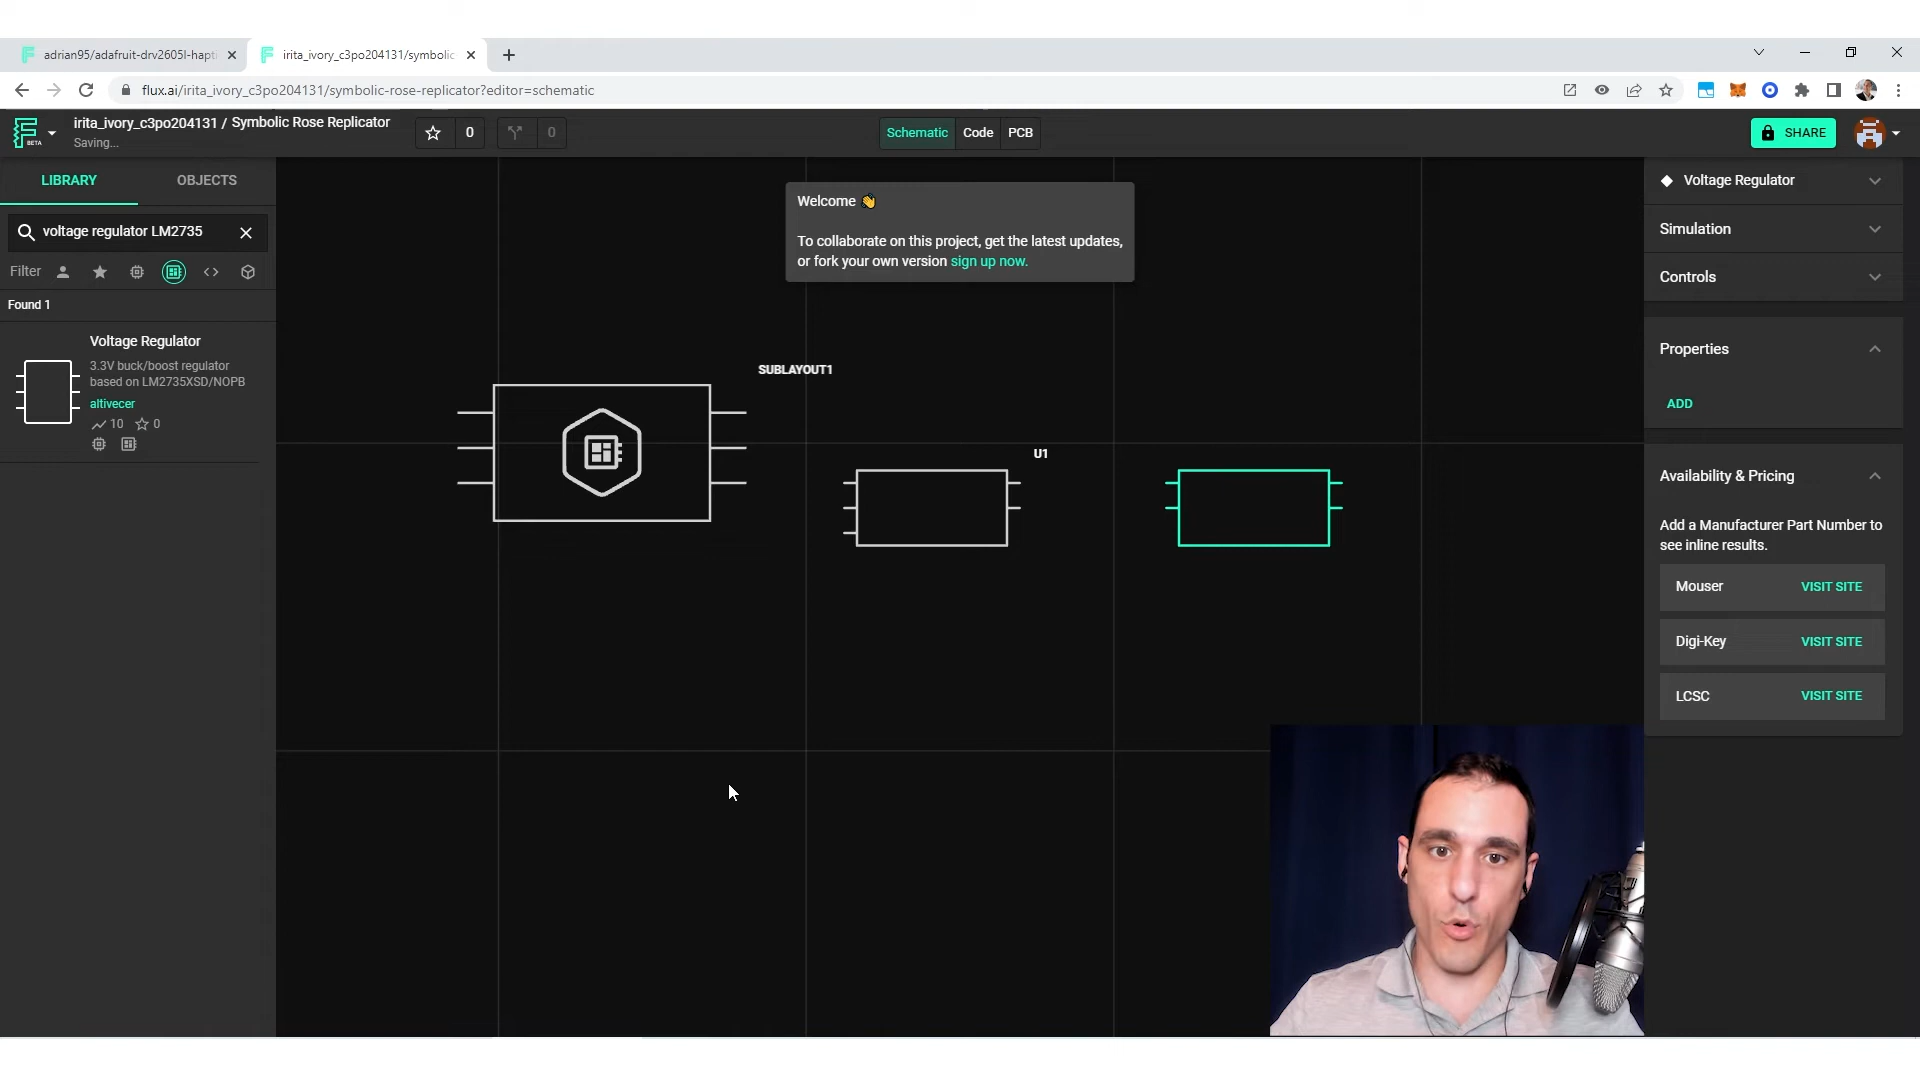 adrian95/adafruit-drv2605l-hapti
irita_ivory_c3po204131/symbolic
flux.ai/irita_ivory_c3po204131/symbolic-rose-replicator?editor=schematic
BETA
irita_ivory_c3po204131 / Symbolic Rose Replicator
Saving...
0
0
Schematic
Code
PCB
SHARE
LIBRARY
OBJECTS
voltage regulator LM2735
Filter
Found 1
Voltage Regulator
3.3V buck/boost regulator
based on LM2735XSD/NOPB
altivecer
10
0
Welcome 👋
To collaborate on this project, get the latest updates,
or fork your own version sign up now.
SUBLAYOUT1
U1
Voltage Regulator
Simulation
Controls
Properties
ADD
Availability & Pricing
Add a Manufacturer Part Number to
see inline results.
Mouser VISIT SITE
Digi-Key VISIT SITE
LCSC VISIT SITE